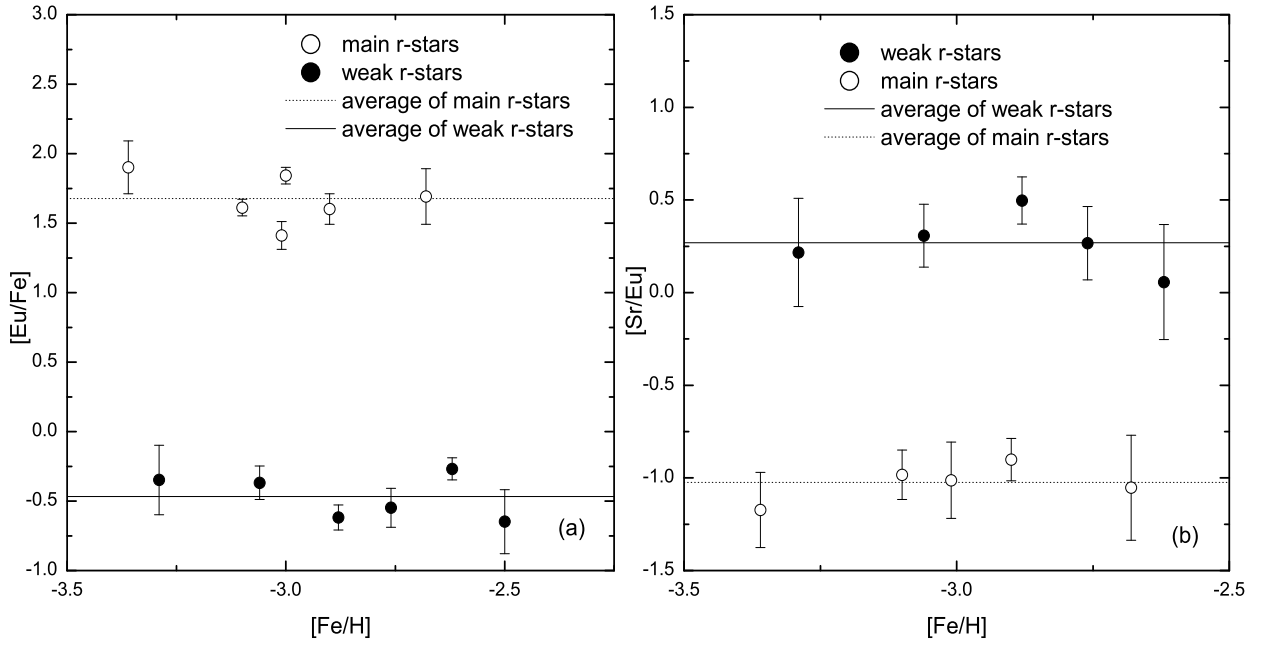 3.0
2.5
2.0
1.5
1.0
0.5
0.0
-0.5
-1.0
[Eu/Fe]
main r-stars
weak r-stars
average of main r-stars
average of weak r-stars
(a)
-3.5
-3.0
-2.5
[Fe/H]
1.5
1.0
0.5
0.0
-0.5
-1.0
-1.5
[Sr/Eu]
weak r-stars
main r-stars
average of weak r-stars
average of main r-stars
(b)
-3.5
-3.0
-2.5
[Fe/H]